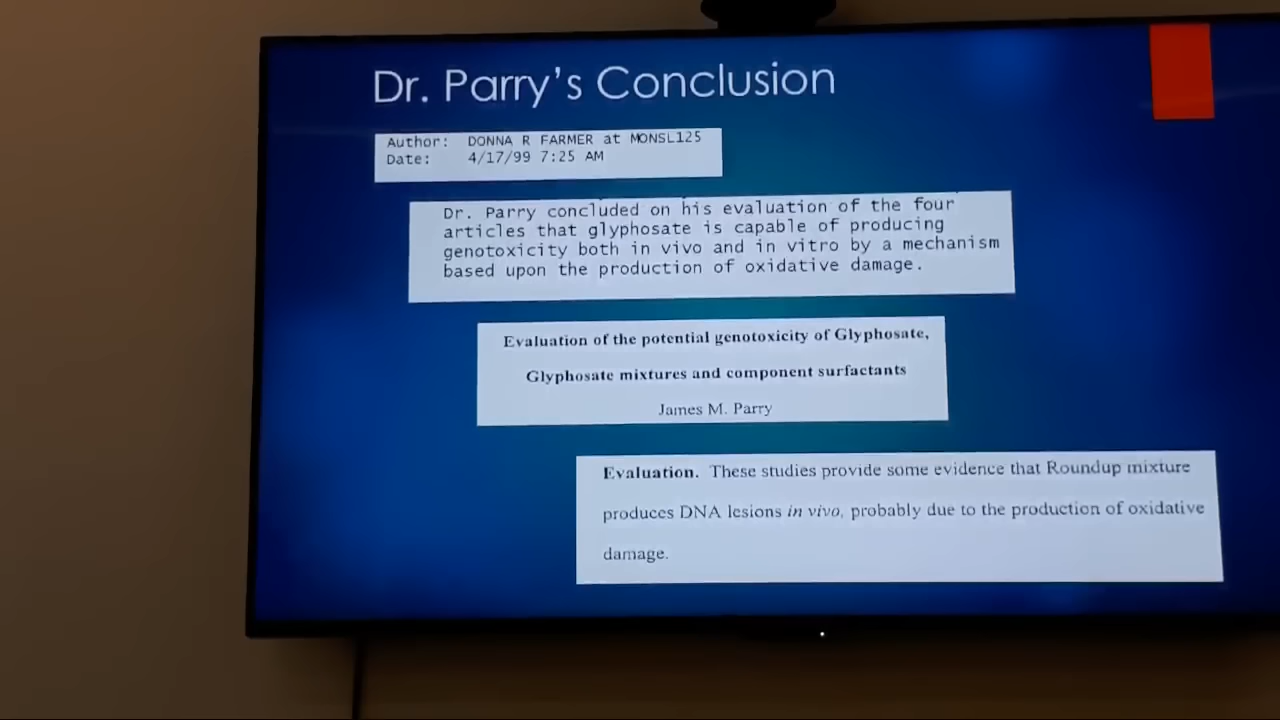 Dr. Parry's Conclusion
Author: DONNA R FARMER at MONSL125
Date: 4/17/99 7:25 AM
Dr. Parry concluded on his evaluation of the four
articles that glyphosate is capable of producing
genotoxicity both in vivo and in vitro by a mechanism
based upon the production of oxidative damage.
Evaluation of the potential genotoxicity of Glyphosate,
Glyphosate mixtures and component surfactants
James M. Parry
Evaluation. These studies provide some evidence that Roundup mixture
produces DNA lesions in vivo, probably due to the production of oxidative
damage.